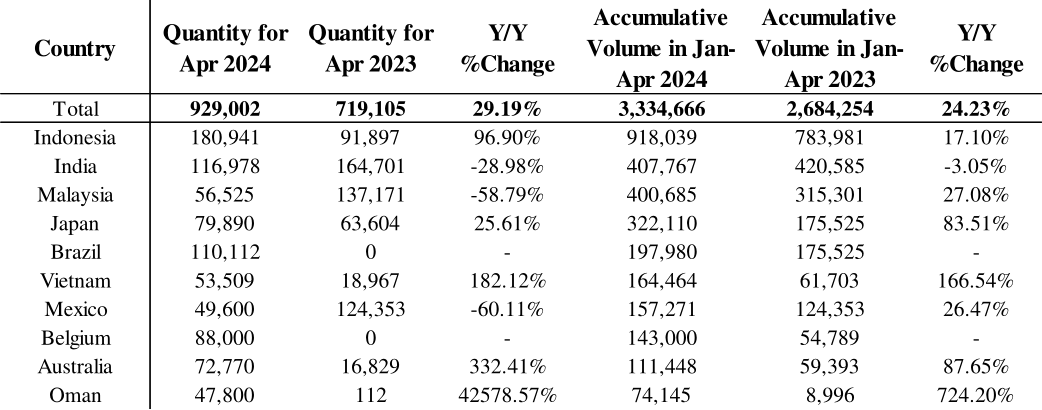 Country Quantity for Apr 2024 Quantity for Apr 2023 Y/Y %Change Accumulative Volume in Jan-Apr 2024 Accumulative Volume in Jan-Apr 2023 Y/Y %Change
Total 929,002 719,105 29.19% 3,334,666 2,684,254 24.23%
Indonesia 180,941 91,897 96.90% 918,039 783,981 17.10%
India 116,978 164,701 -28.98% 407,767 420,585 -3.05%
Malaysia 56,525 137,171 -58.79% 400,685 315,301 27.08%
Japan 79,890 63,604 25.61% 322,110 175,525 83.51%
Brazil 110,112 0 - 197,980 175,525 -
Vietnam 53,509 18,967 182.12% 164,464 61,703 166.54%
Mexico 49,600 124,353 -60.11% 157,271 124,353 26.47%
Belgium 88,000 0 - 143,000 54,789 -
Australia 72,770 16,829 332.41% 111,448 59,393 87.65%
Oman 47,800 112 42578.57% 74,145 8,996 724.20%